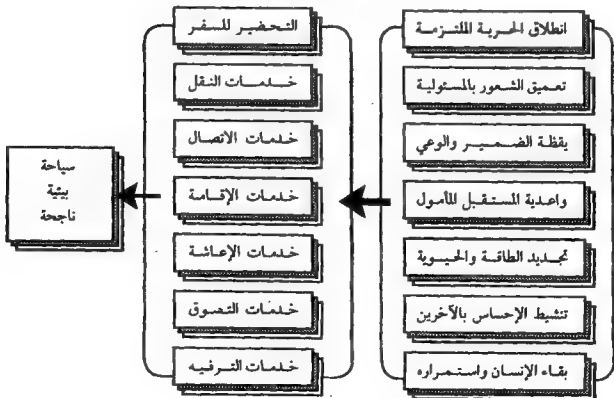 انطلاق الحرية الملتزمة
تعميق الشعور بالمسئولية
يقظة الضمير والوعي
واعدية المستقبل المأمول
تجديد الطاقة والحيوية
تنشيط الإحساس بالآخرين
بقاء الإنسان واستمراره
التحضير للسفر
خدمات النقل
خدمات الاتصال
خدمات الإقامة
خدمات الإعاشة
خدمات التسوق
خدمات الترفيه
سياحة
بيئية
ناجحة